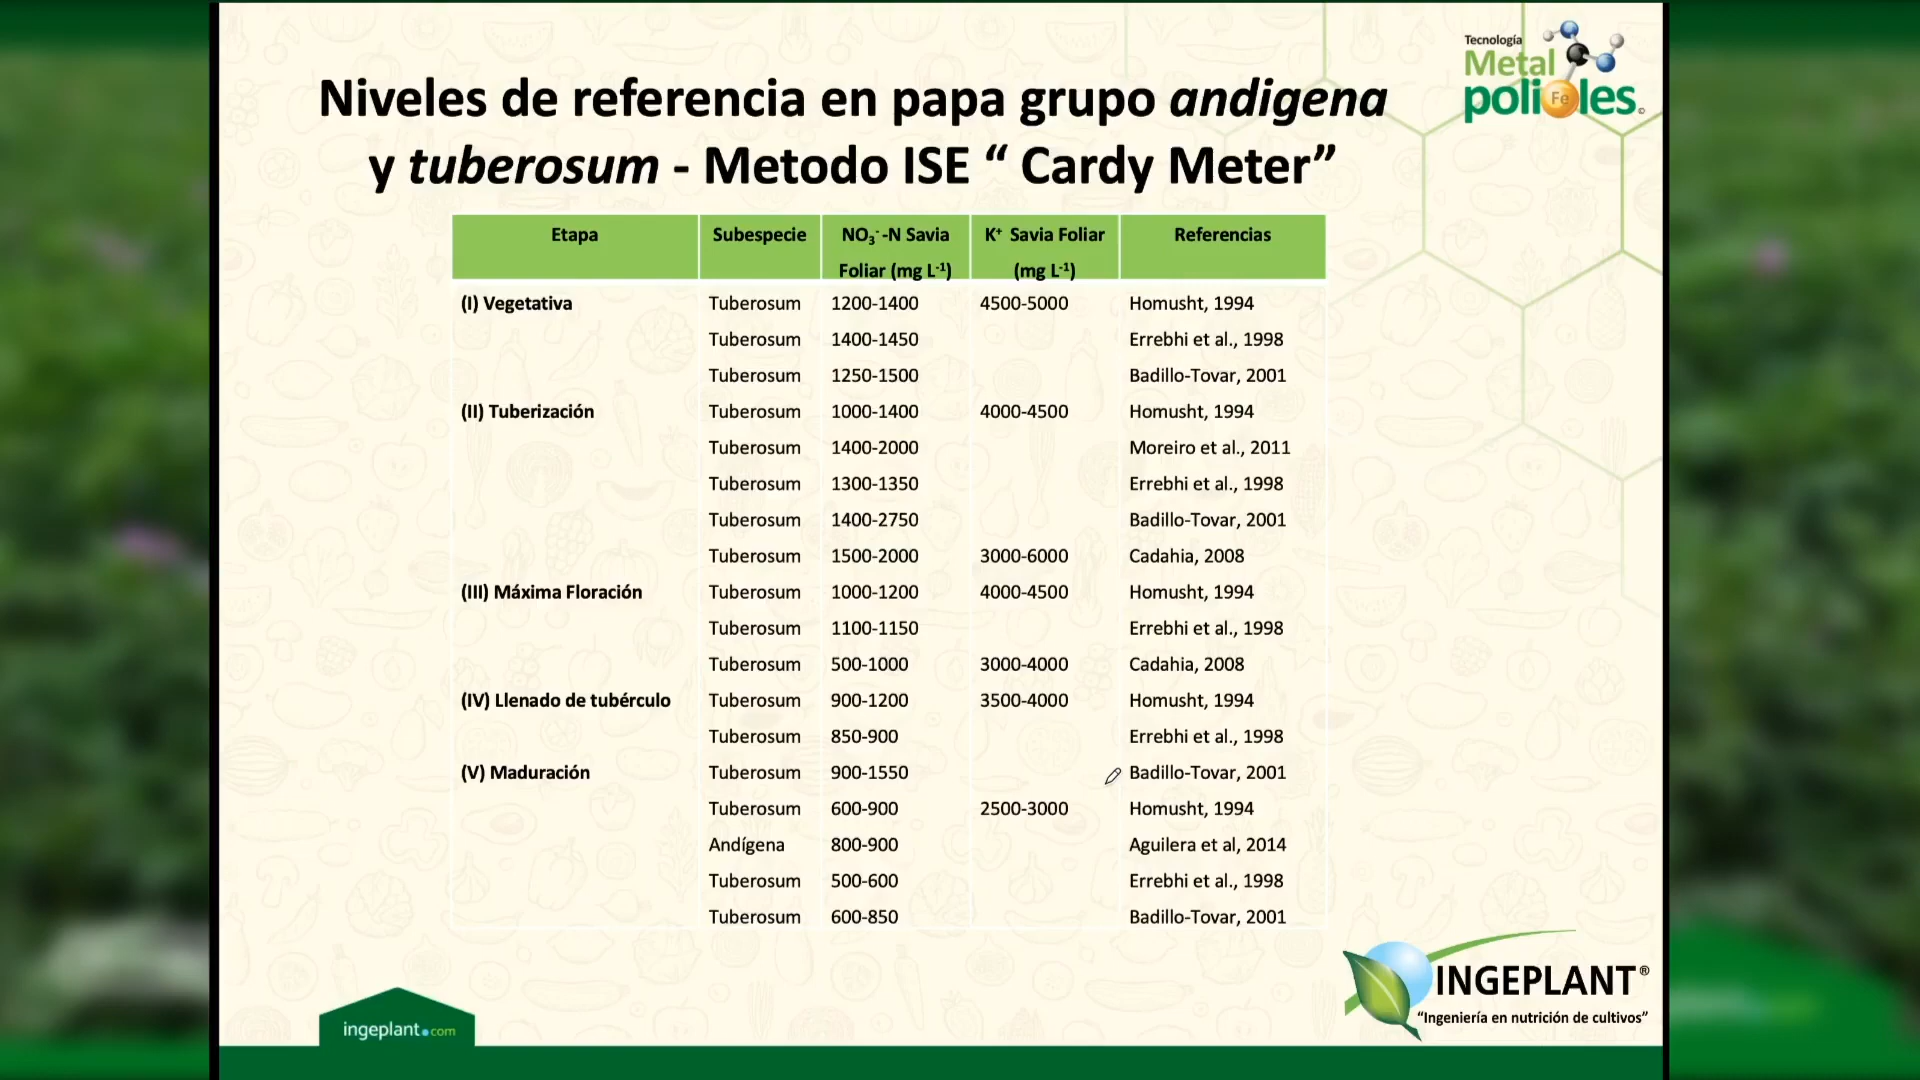 Tecnología
Metal
polioles
Fe
Niveles de referencia en papa grupo andigena
y tuberosum - Metodo ISE “ Cardy Meter”
Etapa Subespecie NO₃⁻ -N Savia K⁺ Savia Foliar Referencias
Foliar (mg L⁻¹) (mg L⁻¹)
(I) Vegetativa Tuberosum 1200-1400 4500-5000 Homusht, 1994
Tuberosum 1400-1450 Errebhi et al., 1998
Tuberosum 1250-1500 Badillo-Tovar, 2001
(II) Tuberización Tuberosum 1000-1400 4000-4500 Homusht, 1994
Tuberosum 1400-2000 Moreiro et al., 2011
Tuberosum 1300-1350 Errebhi et al., 1998
Tuberosum 1400-2750 Badillo-Tovar, 2001
Tuberosum 1500-2000 3000-6000 Cadahia, 2008
(III) Máxima Floración Tuberosum 1000-1200 4000-4500 Homusht, 1994
Tuberosum 1100-1150 Errebhi et al., 1998
Tuberosum 500-1000 3000-4000 Cadahia, 2008
(IV) Llenado de tubérculo Tuberosum 900-1200 3500-4000 Homusht, 1994
Tuberosum 850-900 Errebhi et al., 1998
(V) Maduración Tuberosum 900-1550 Badillo-Tovar, 2001
Tuberosum 600-900 2500-3000 Homusht, 1994
Andígena 800-900 Aguilera et al, 2014
Tuberosum 500-600 Errebhi et al., 1998
Tuberosum 600-850 Badillo-Tovar, 2001
INGEPLANT®
“Ingeniería en nutrición de cultivos”
ingeplant.com